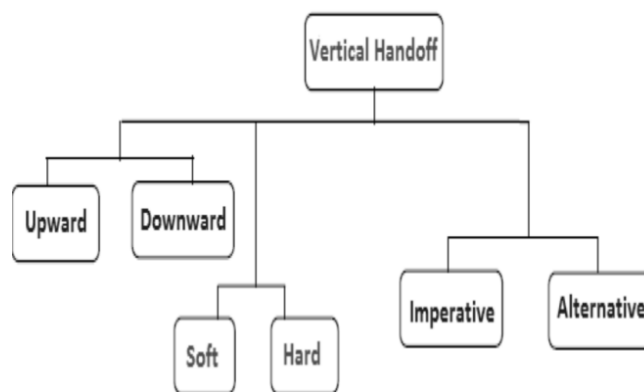 Vertical Handoff
Upward
Downward
Soft
Hard
Imperative
Alternative